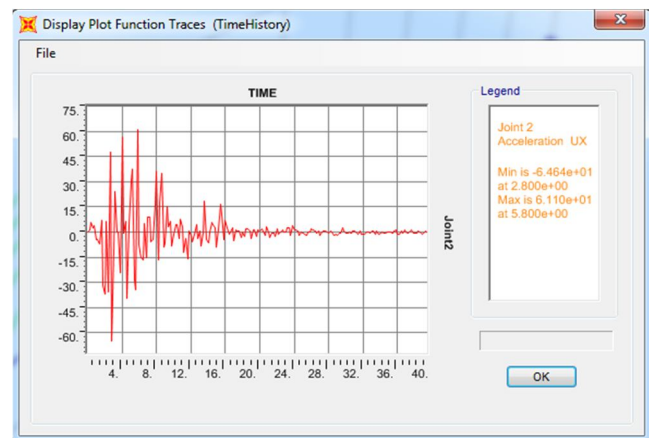 Display Plot Function Traces (TimeHistory)
File
TIME
Legend
75.
60.
45.
30.
15.
0.
-15.
-30.
-45.
-60.
Joint2
4. 8. 12. 16. 20. 24. 28. 32. 36. 40.
Joint 2
Acceleration UX
Min is -6.464e+01
at 2.800e+00
Max is 6.110e+01
at 5.800e+00
OK